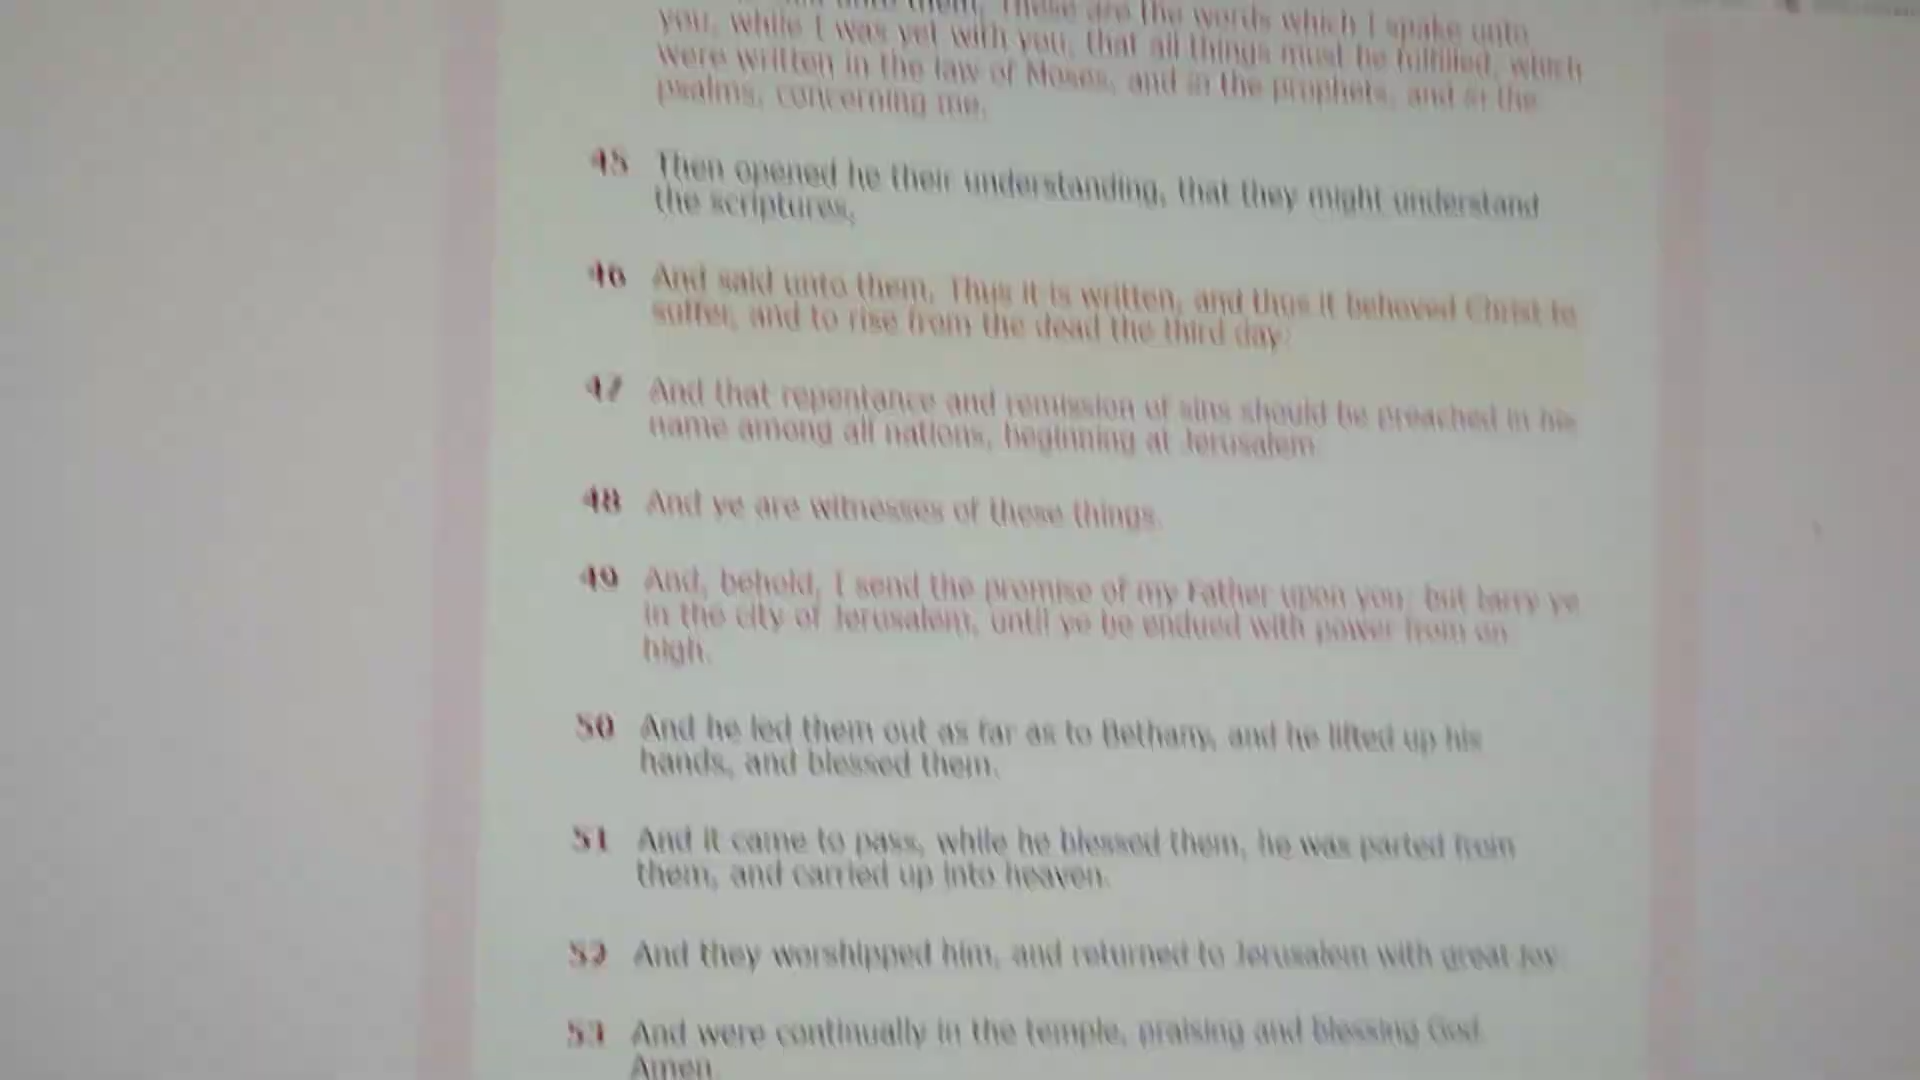 them, These are the words which I spake unto
you, while I was yet with you, that all things must be fulfilled, which
were written in the law of Moses, and in the prophets, and in the
psalms, concerning me.
45 Then opened he their understanding, that they might understand
the scriptures,
46 And said unto them, Thus it is written, and thus it behoved Christ to
suffer, and to rise from the dead the third day:
47 And that repentance and remission of sins should be preached in his
name among all nations, beginning at Jerusalem.
48 And ye are witnesses of these things.
49 And, behold, I send the promise of my Father upon you: but tarry ye
in the city of Jerusalem, until ye be endued with power from on
high.
50 And he led them out as far as to Bethany, and he lifted up his
hands, and blessed them.
51 And it came to pass, while he blessed them, he was parted from
them, and carried up into heaven.
52 And they worshipped him, and returned to Jerusalem with great joy:
53 And were continually in the temple, praising and blessing God.
Amen.